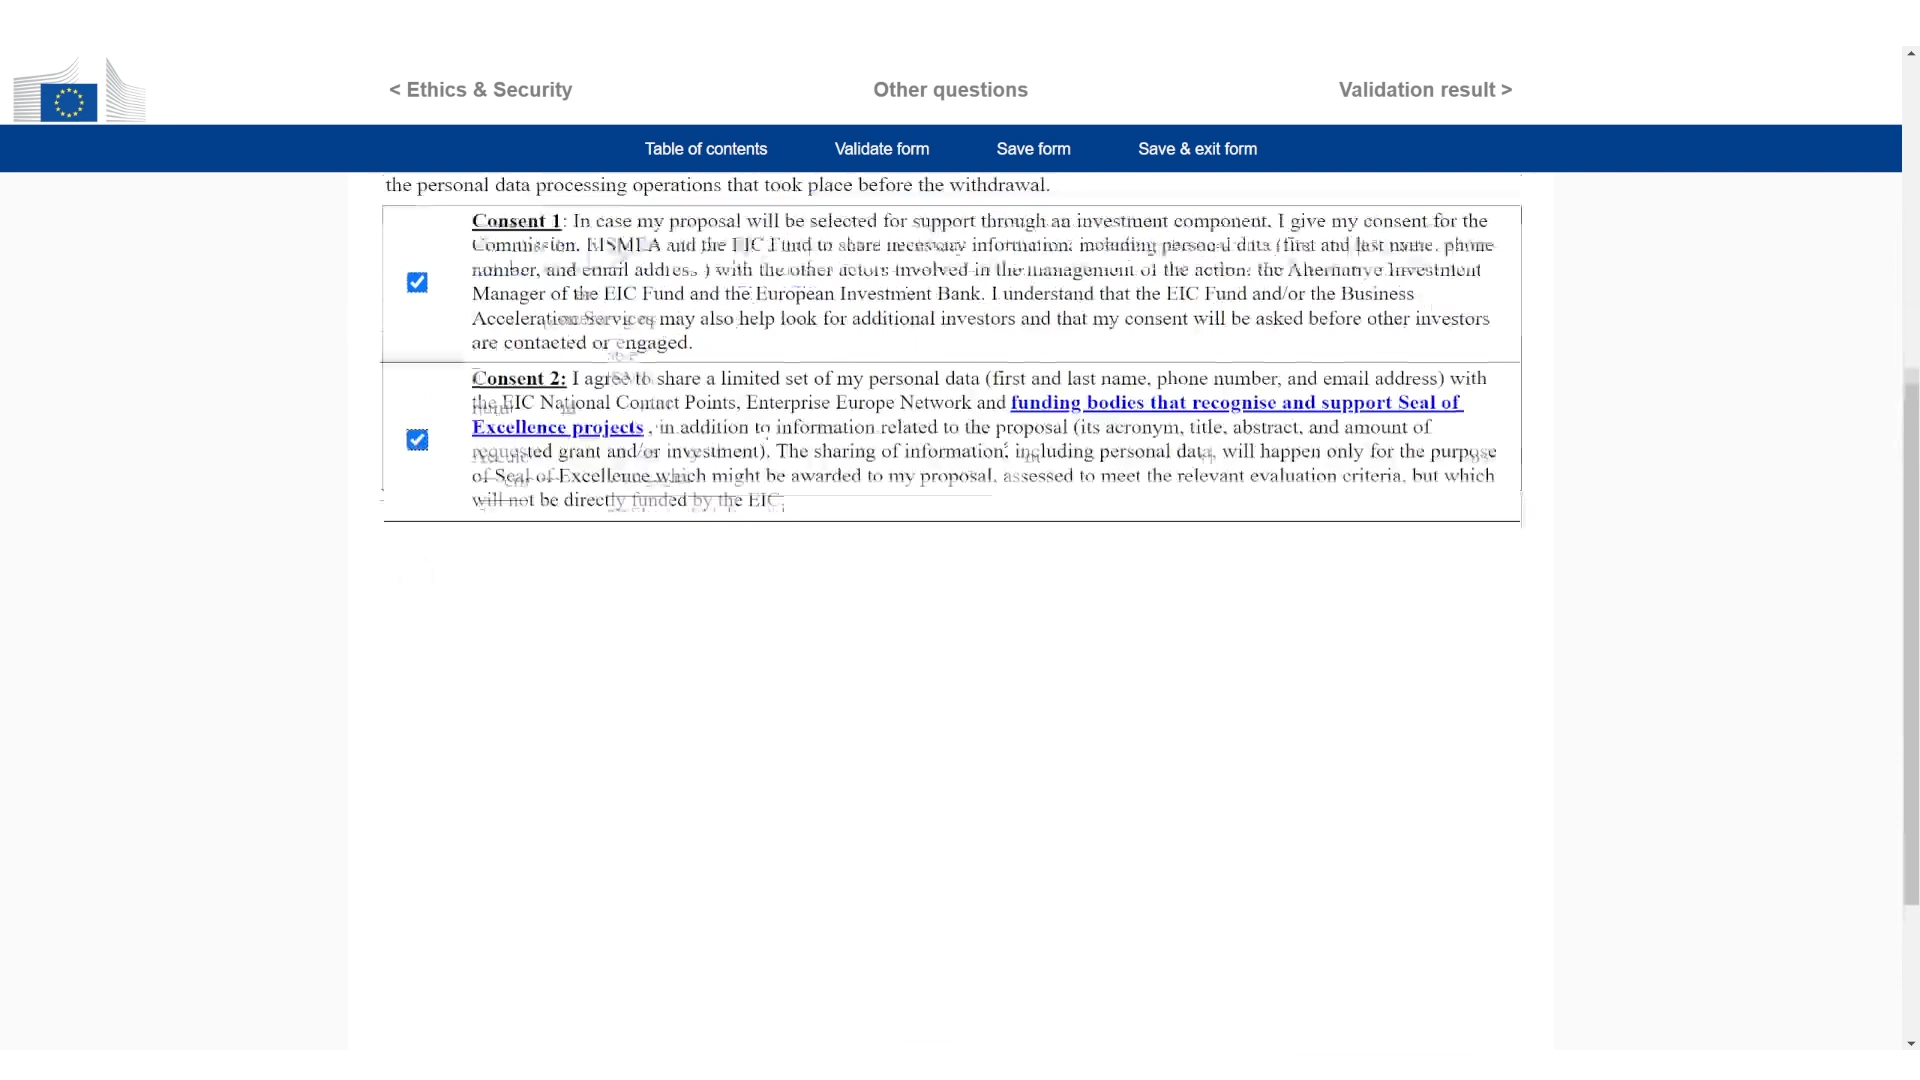 < Ethics & Security
Other questions
Validation result >
Table of contents
Validate form
Save form
Save & exit form
the personal data processing operations that took place before the withdrawal.
Consent 1: In case my proposal will be selected for support through an investment component, I give my consent for the
Commission, EISMEA and the EIC Fund to share necessary information, including personal data (first and last name, phone
number, and email address ) with the other actors involved in the management of the action: the Alternative Investment
Manager of the EIC Fund and the European Investment Bank. I understand that the EIC Fund and/or the Business
Acceleration Services may also help look for additional investors and that my consent will be asked before other investors
are contacted or engaged.
Consent 2: I agree to share a limited set of my personal data (first and last name, phone number, and email address) with
the EIC National Contact Points, Enterprise Europe Network and funding bodies that recognise and support Seal of
Excellence projects , in addition to information related to the proposal (its acronym, title, abstract, and amount of
requested grant and/or investment). The sharing of information, including personal data, will happen only for the purpose
of Seal of Excellence which might be awarded to my proposal, assessed to meet the relevant evaluation criteria, but which
will not be directly funded by the EIC.